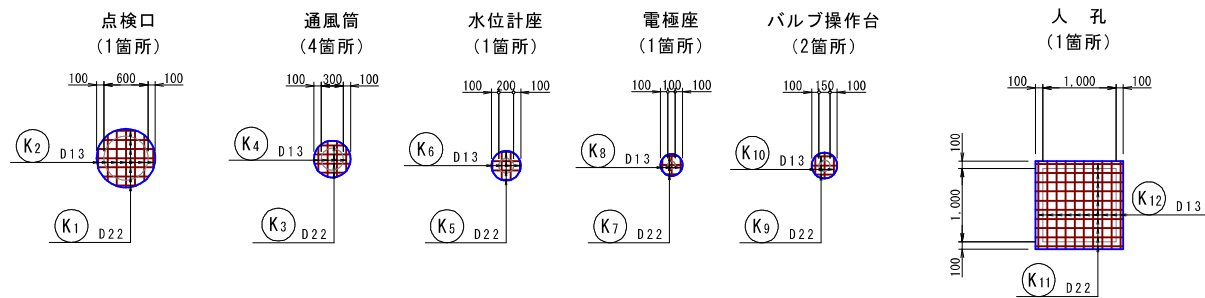 点検口
(1箇所)
100 600 100
K2 D13
K1 D22
通風筒
(4箇所)
100 300 100
K4 D13
K3 D22
水位計座
(1箇所)
100 200 100
K6 D13
K5 D22
電極座
(1箇所)
100 100 100
K8 D13
K7 D22
バルブ操作台
(2箇所)
100 150 100
K10 D13
K9 D22
人 孔
(1箇所)
100 1,000 100
100
1,000
100
K12 D13
K11 D22